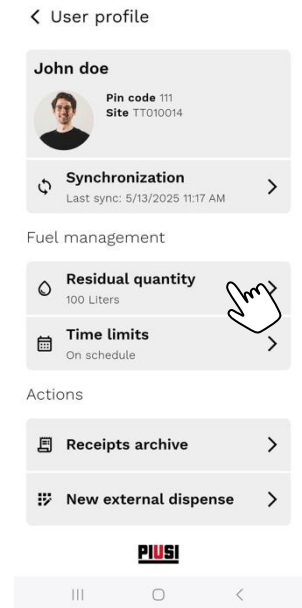 User profile
John doe
Pin code 111
Site TT010014
Synchronization
Last sync: 5/13/2025 11:17 AM
Fuel management
Residual quantity
100 Liters
Time limits
On schedule
Actions
Receipts archive
New external dispense
PIUSI